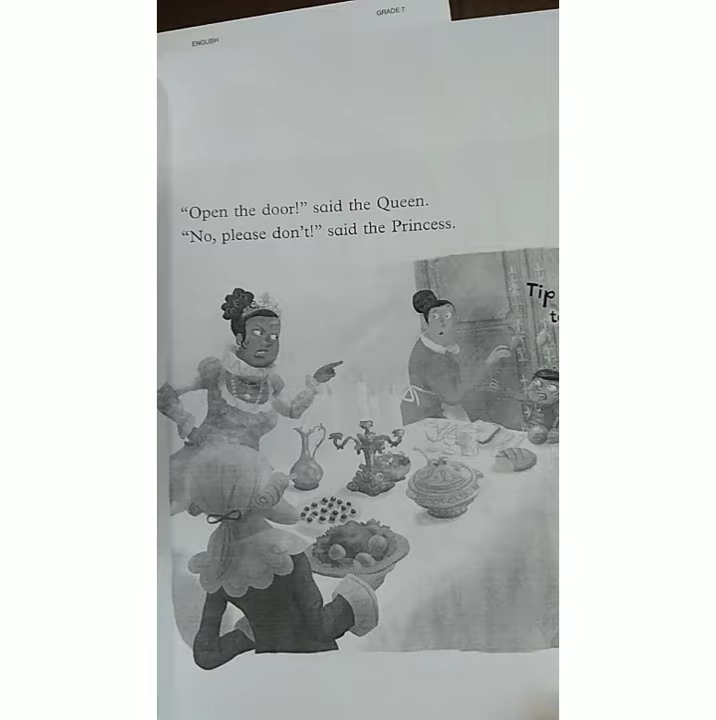 ENGLISH
GRADE 7
“Open the door!” said the Queen.
“No, please don’t!” said the Princess.
Tip